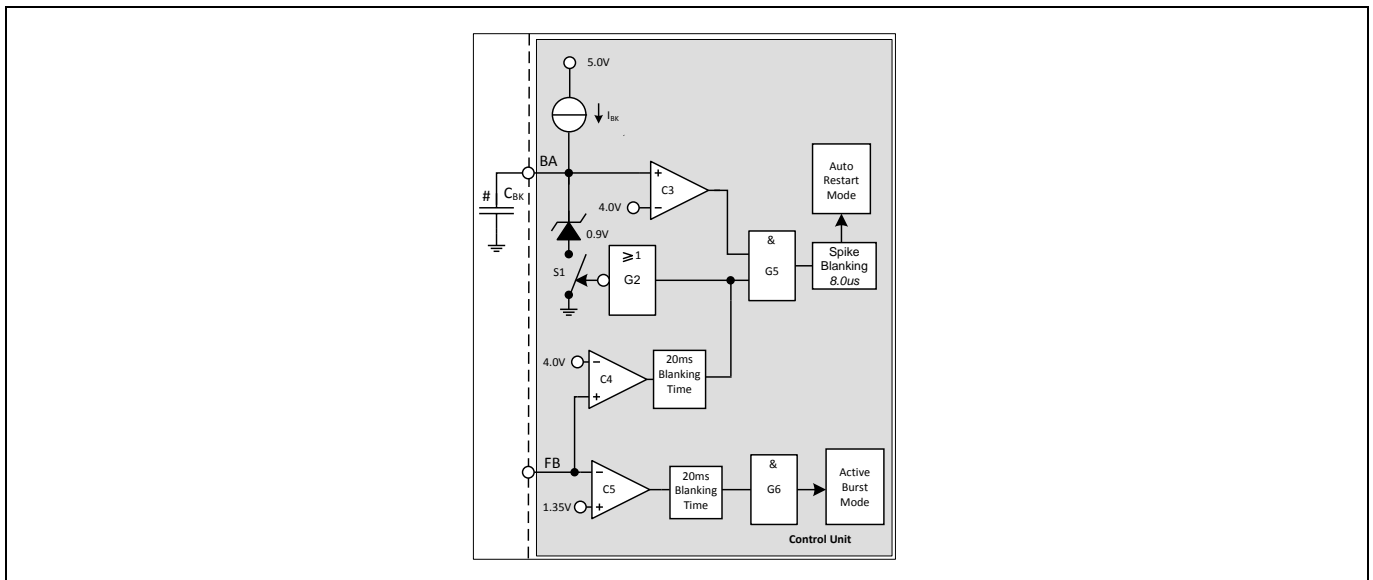 5.0V
I_BK
BA
# C_BK
+
C3
4.0V
−
0.9V
S1
≥1
G2
&
G5
Auto
Restart
Mode
Spike
Blanking
8.0us
4.0V
−
C4
+
20ms
Blanking
Time
FB
−
C5
1.35V
+
20ms
Blanking
Time
&
G6
Active
Burst
Mode
Control Unit